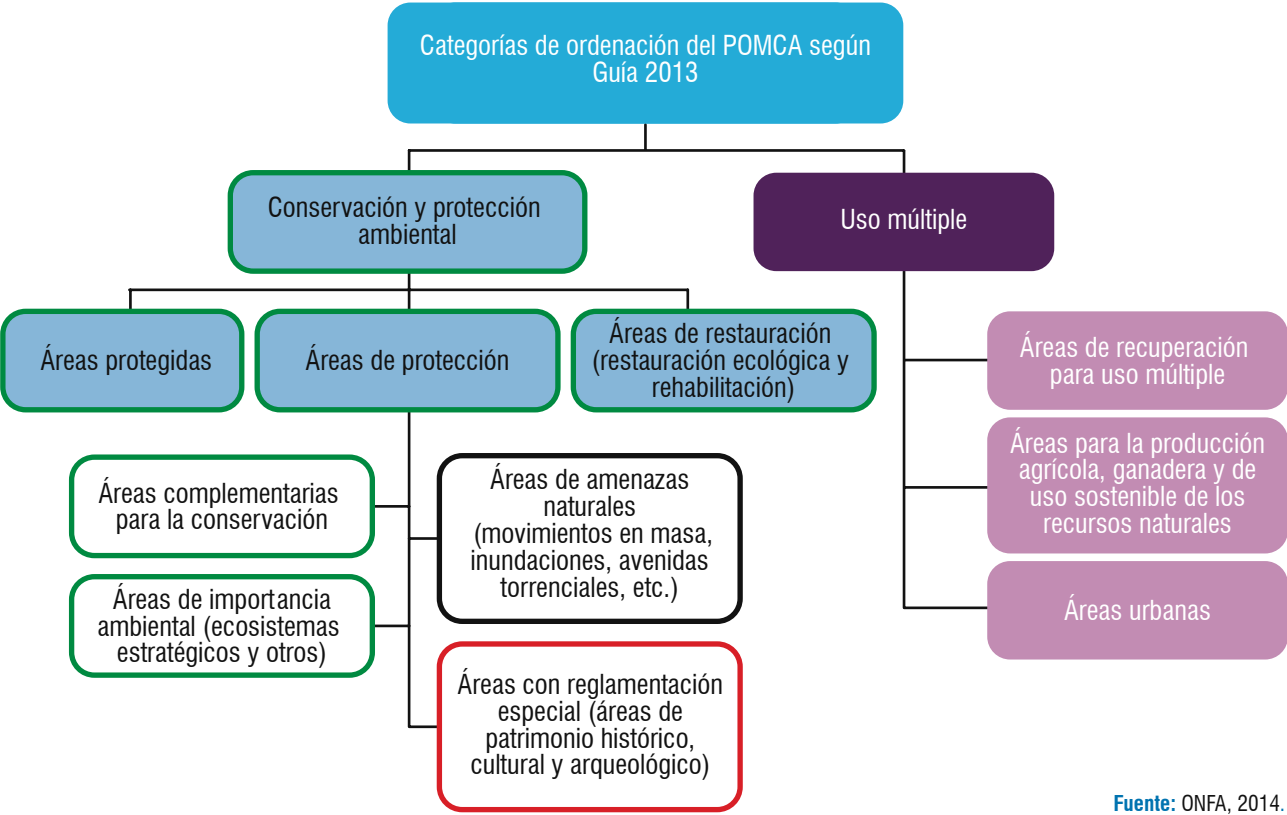 Categorías de ordenación del POMCA según
Guía 2013
Conservación y protección
ambiental
Uso múltiple
Áreas protegidas
Áreas de protección
Áreas de restauración
(restauración ecológica y
rehabilitación)
Áreas complementarias
para la conservación
Áreas de importancia
ambiental (ecosistemas
estratégicos y otros)
Áreas de amenazas
naturales
(movimientos en masa,
inundaciones, avenidas
torrenciales, etc.)
Áreas con reglamentación
especial (áreas de
patrimonio histórico,
cultural y arqueológico)
Áreas de recuperación
para uso múltiple
Áreas para la producción
agrícola, ganadera y de
uso sostenible de los
recursos naturales
Áreas urbanas
Fuente: ONFA, 2014.